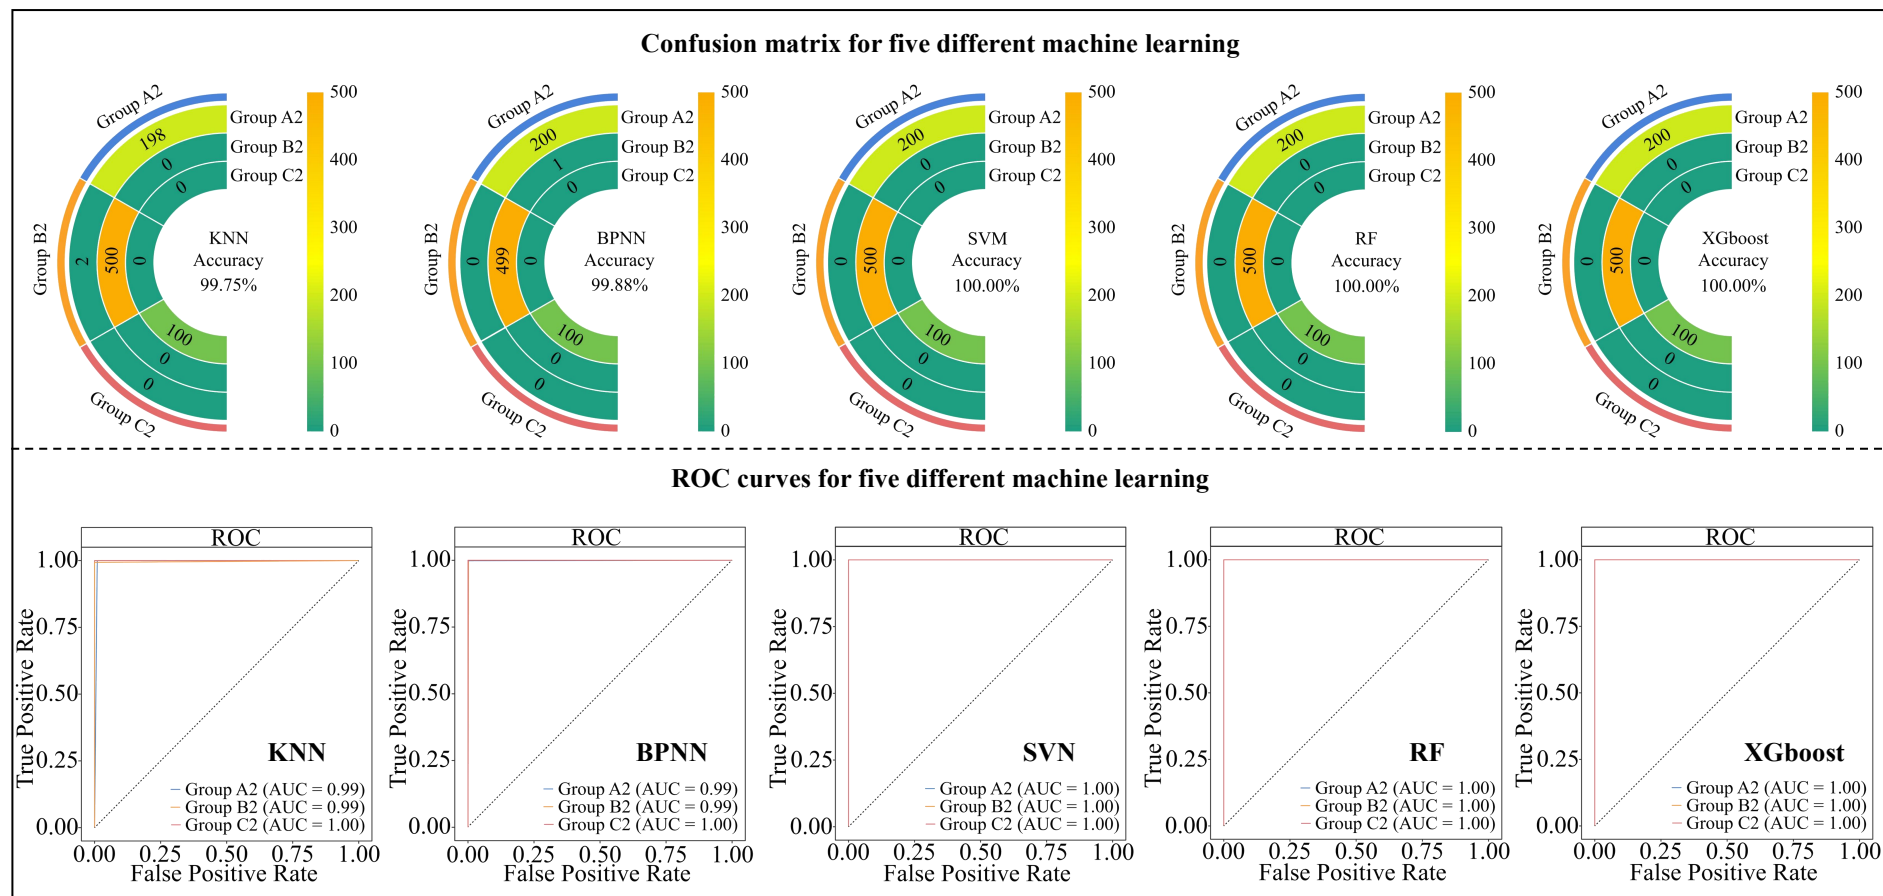 Confusion matrix for five different machine learning
Group A2
Group B2
Group C2
Group A2
Group B2
Group C2
198
0
0
2
500
0
0
0
100
KNN
Accuracy
99.75%
500
400
300
200
100
0
Group A2
Group B2
Group C2
Group A2
Group B2
Group C2
200
1
0
0
499
0
0
0
100
BPNN
Accuracy
99.88%
500
400
300
200
100
0
Group A2
Group B2
Group C2
Group A2
Group B2
Group C2
200
0
0
0
500
0
0
0
100
SVM
Accuracy
100.00%
500
400
300
200
100
0
Group A2
Group B2
Group C2
Group A2
Group B2
Group C2
200
0
0
0
500
0
0
0
100
RF
Accuracy
100.00%
500
400
300
200
100
0
Group A2
Group B2
Group C2
Group A2
Group B2
Group C2
200
0
0
0
500
0
0
0
100
XGboost
Accuracy
100.00%
500
400
300
200
100
0
ROC curves for five different machine learning
ROC
True Positive Rate
1.00
0.75
0.50
0.25
0.00
KNN
Group A2 (AUC = 0.99)
Group B2 (AUC = 0.99)
Group C2 (AUC = 1.00)
0.00 0.25 0.50 0.75 1.00
False Positive Rate
ROC
True Positive Rate
1.00
0.75
0.50
0.25
0.00
BPNN
Group A2 (AUC = 0.99)
Group B2 (AUC = 0.99)
Group C2 (AUC = 1.00)
0.00 0.25 0.50 0.75 1.00
False Positive Rate
ROC
True Positive Rate
1.00
0.75
0.50
0.25
0.00
SVN
Group A2 (AUC = 1.00)
Group B2 (AUC = 1.00)
Group C2 (AUC = 1.00)
0.00 0.25 0.50 0.75 1.00
False Positive Rate
ROC
True Positive Rate
1.00
0.75
0.50
0.25
0.00
RF
Group A2 (AUC = 1.00)
Group B2 (AUC = 1.00)
Group C2 (AUC = 1.00)
0.00 0.25 0.50 0.75 1.00
False Positive Rate
ROC
True Positive Rate
1.00
0.75
0.50
0.25
0.00
XGboost
Group A2 (AUC = 1.00)
Group B2 (AUC = 1.00)
Group C2 (AUC = 1.00)
0.00 0.25 0.50 0.75 1.00
False Positive Rate